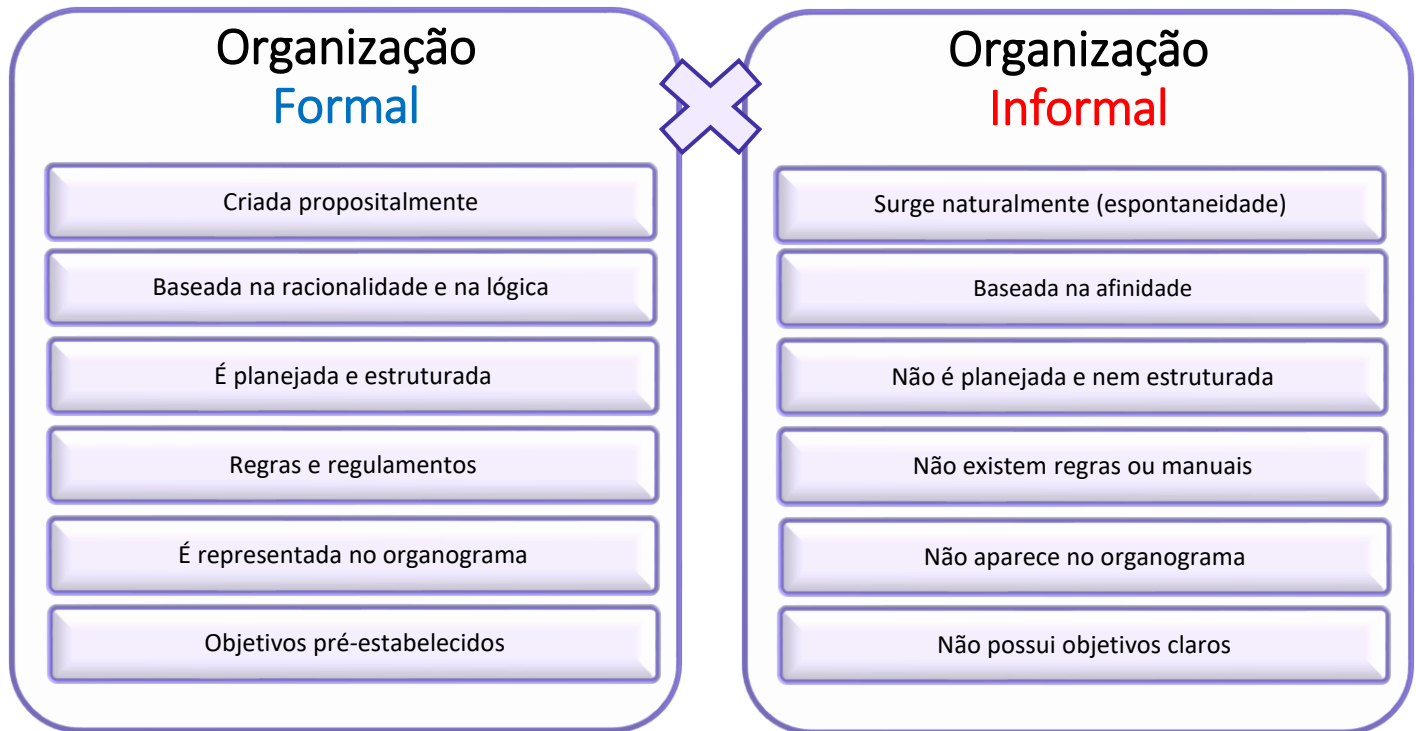 Organização
Formal
Criada propositalmente
Baseada na racionalidade e na lógica
É planejada e estruturada
Regras e regulamentos
É representada no organograma
Objetivos pré-estabelecidos
Organização
Informal
Surge naturalmente (espontaneidade)
Baseada na afinidade
Não é planejada e nem estruturada
Não existem regras ou manuais
Não aparece no organograma
Não possui objetivos claros